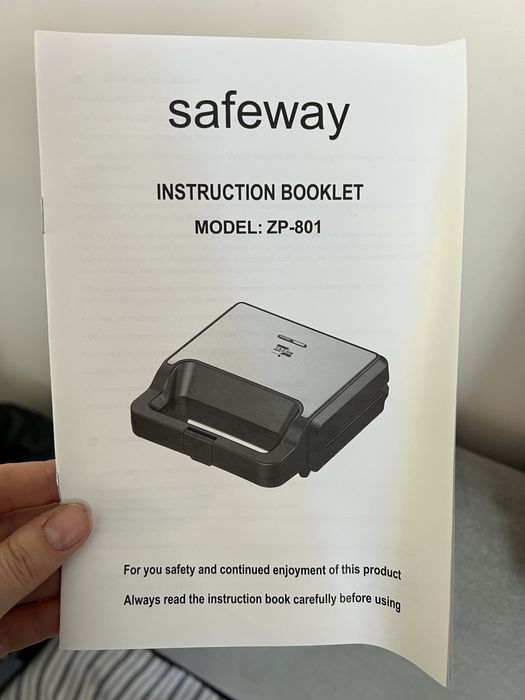 safeway
INSTRUCTION BOOKLET
MODEL: ZP-801
For you safety and continued enjoyment of this product
Always read the instruction book carefully before using